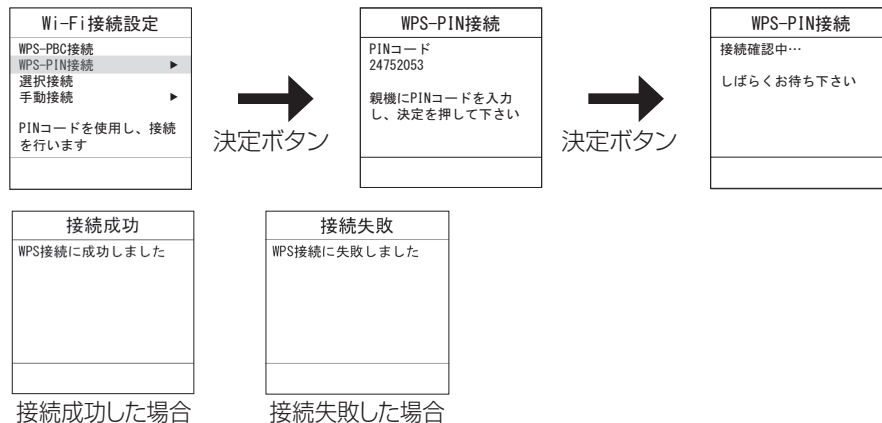 Wi-Fi接続設定
WPS-PBC接続
WPS-PIN接続 ▶
選択接続
手動接続 ▶
PINコードを使用し、接続
を行います
決定ボタン
WPS-PIN接続
PINコード
24752053
親機にPINコードを入力
し、決定を押して下さい
決定ボタン
WPS-PIN接続
接続確認中…
しばらくお待ち下さい
接続成功
WPS接続に成功しました
接続成功した場合
接続失敗
WPS接続に失敗しました
接続失敗した場合